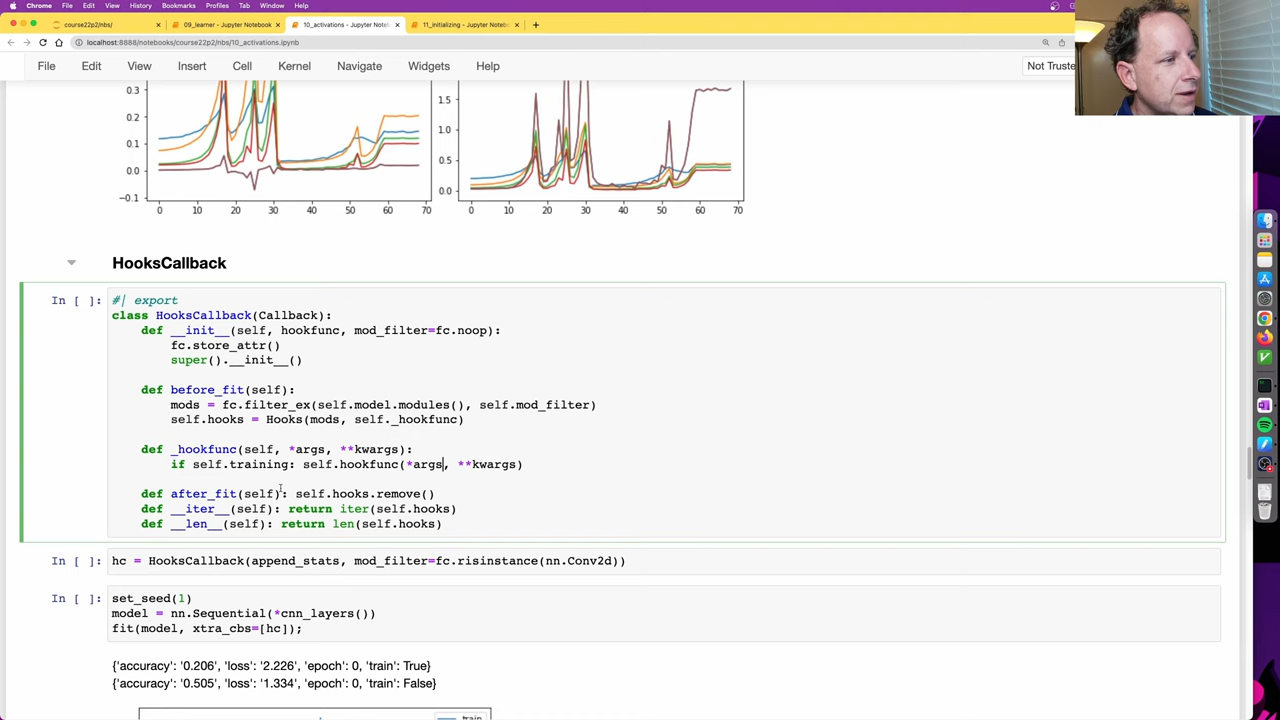 Chrome File Edit View History Bookmarks Profiles Tab Window Help
course22p2/nbs/
09_learner - Jupyter Notebook
10_activations - Jupyter Notebook
11_initializing - Jupyter Notebook
localhost:8888/notebooks/course22p2/nbs/10_activations.ipynb
File Edit View Insert Cell Kernel Navigate Widgets Help
Not Truste
0.3
0.2
0.1
0.0
-0.1
0 10 20 30 40 50 60 70
1.5
1.0
0.5
0.0
0 10 20 30 40 50 60 70
HooksCallback
In [ ]:
#| export
class HooksCallback(Callback):
    def __init__(self, hookfunc, mod_filter=fc.noop):
        fc.store_attr()
        super().__init__()
    def before_fit(self):
        mods = fc.filter_ex(self.model.modules(), self.mod_filter)
        self.hooks = Hooks(mods, self._hookfunc)
    def _hookfunc(self, *args, **kwargs):
        if self.training: self.hookfunc(*args, **kwargs)
    def after_fit(self): self.hooks.remove()
    def __iter__(self): return iter(self.hooks)
    def __len__(self): return len(self.hooks)
In [ ]:
hc = HooksCallback(append_stats, mod_filter=fc.risinstance(nn.Conv2d))
In [ ]:
set_seed(1)
model = nn.Sequential(*cnn_layers())
fit(model, xtra_cbs=[hc]);
{'accuracy': '0.206', 'loss': '2.226', 'epoch': 0, 'train': True}
{'accuracy': '0.505', 'loss': '1.334', 'epoch': 0, 'train': False}
train